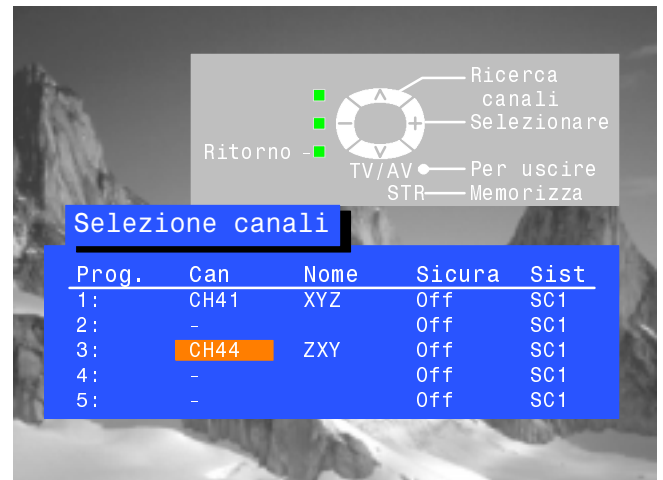 Ricerca
canali
Selezionare
Ritorno
TV/AV Per uscire
STR Memorizza
Selezione canali
Prog. Can Nome Sicura Sist
1: CH41 XYZ Off SC1
2: - Off SC1
3: CH44 ZXY Off SC1
4: - Off SC1
5: - Off SC1